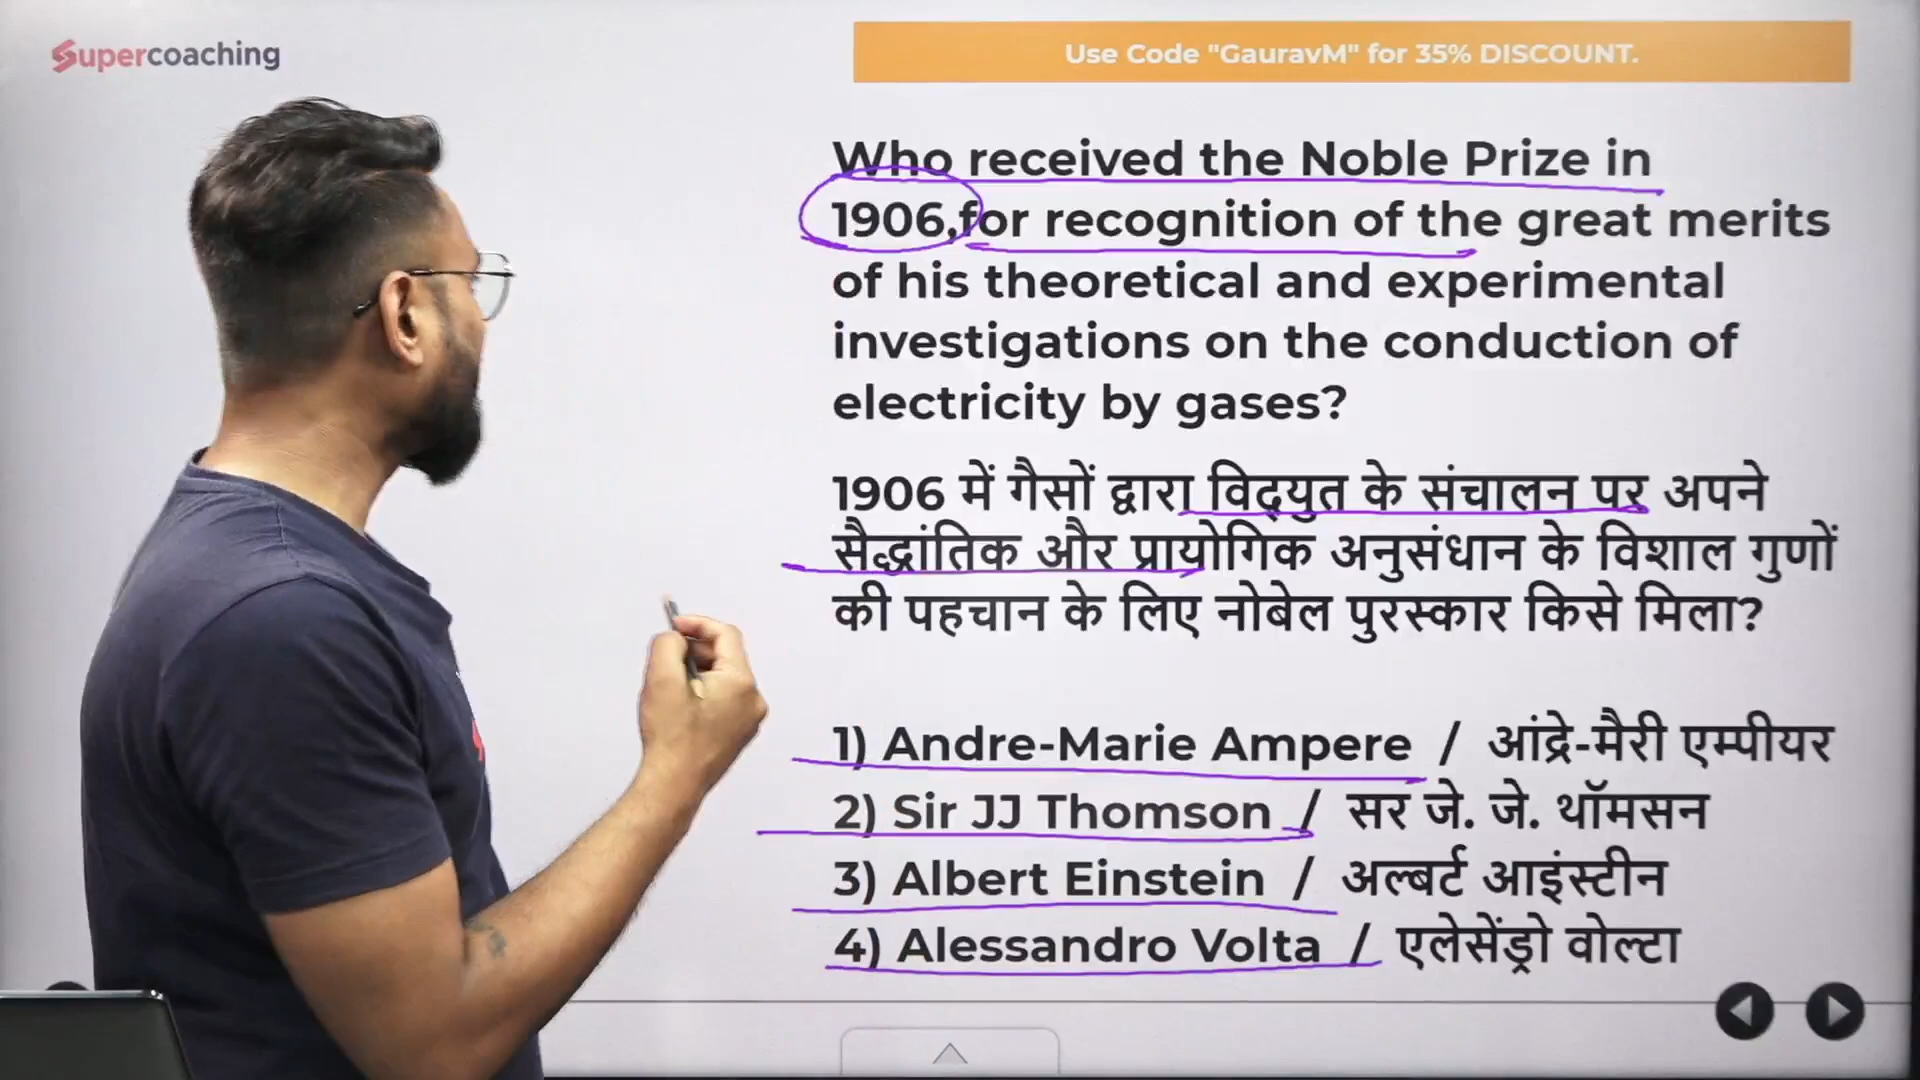 Supercoaching
Use Code "GauravM" for 35% DISCOUNT.
Who received the Noble Prize in
1906,for recognition of the great merits
of his theoretical and experimental
investigations on the conduction of
electricity by gases?
1906 में गैसों द्वारा विद्युत के संचालन पर अपने
सैद्धांतिक और प्रायोगिक अनुसंधान के विशाल गुणों
की पहचान के लिए नोबेल पुरस्कार किसे मिला?
1) Andre-Marie Ampere / आंद्रे-मैरी एम्पीयर
2) Sir JJ Thomson / सर जे. जे. थॉमसन
3) Albert Einstein / अल्बर्ट आइंस्टीन
4) Alessandro Volta / एलेसेंड्रो वोल्टा